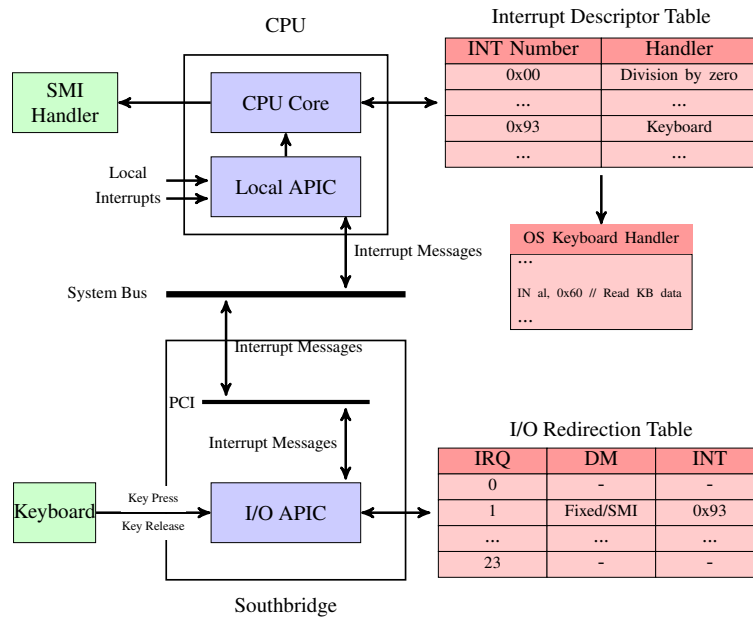 CPU
Interrupt Descriptor Table
INT Number Handler
0x00 Division by zero
... ...
0x93 Keyboard
... ...
SMI
Handler
CPU Core
Local APIC
Local
Interrupts
Interrupt Messages
OS Keyboard Handler
...
IN al, 0x60 // Read KB data
...
System Bus
Interrupt Messages
PCI
Interrupt Messages
I/O Redirection Table
IRQ DM INT
0 - -
1 Fixed/SMI 0x93
... ... ...
23 - -
Keyboard
Key Press
Key Release
I/O APIC
Southbridge